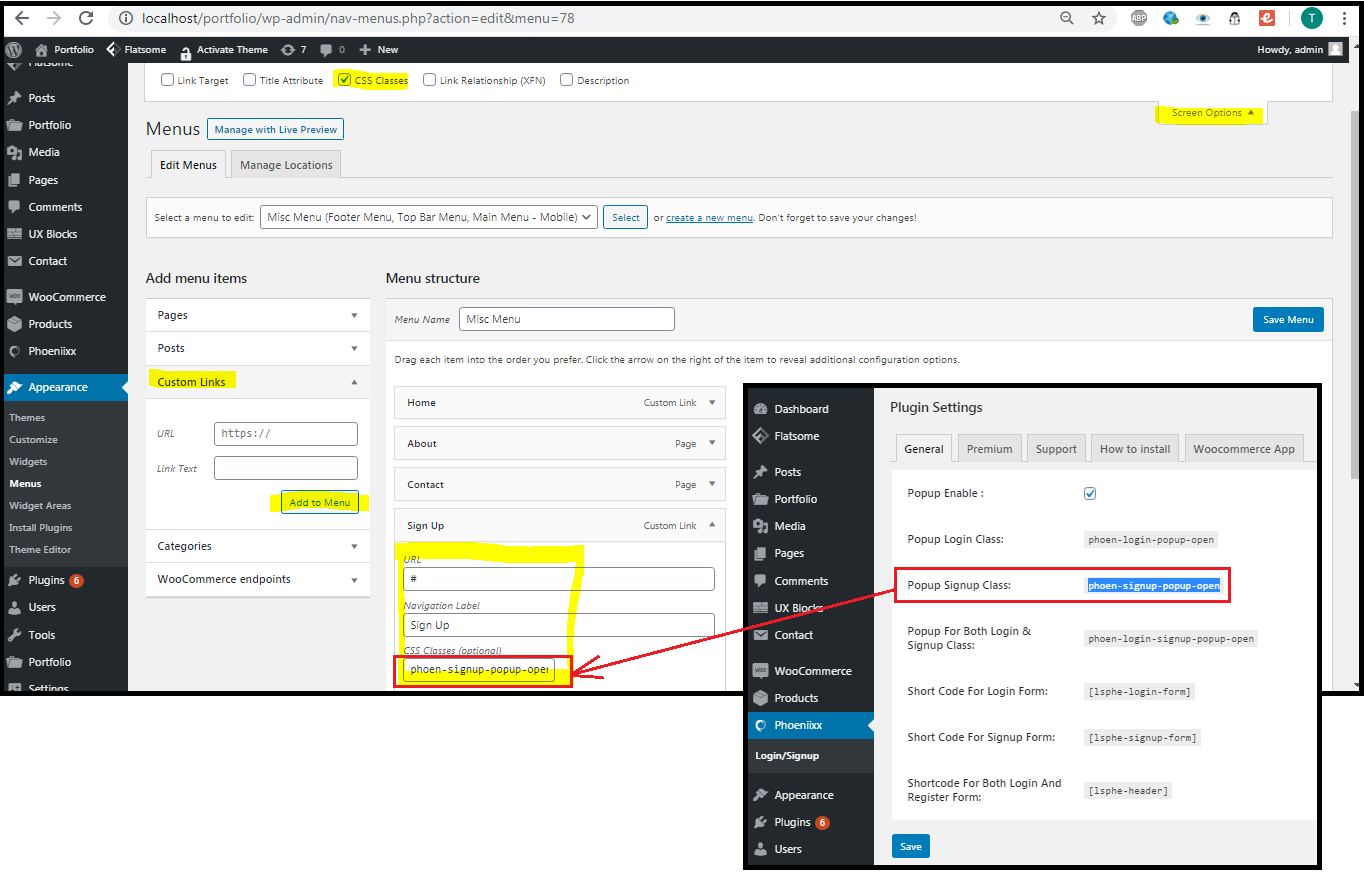 localhost/portfolio/wp-admin/nav-menus.php?action=edit&menu=78
ABP
T
Portfolio
Flatsome
Activate Theme
7
0
New
Howdy, admin
Flatsome
Posts
Portfolio
Media
Pages
Comments
UX Blocks
Contact
WooCommerce
Products
Phoeniixx
Appearance
Themes
Customize
Widgets
Menus
Widget Areas
Install Plugins
Theme Editor
Plugins 6
Users
Tools
Portfolio
Settings
Link Target
Title Attribute
CSS Classes
Link Relationship (XFN)
Description
Screen Options
Menus
Manage with Live Preview
Edit Menus
Manage Locations
Select a menu to edit: Misc Menu (Footer Menu, Top Bar Menu, Main Menu - Mobile) Select or create a new menu. Don't forget to save your changes!
Add menu items
Pages
Posts
Custom Links
URL https://
Link Text
Add to Menu
Categories
WooCommerce endpoints
Menu structure
Menu Name Misc Menu
Save Menu
Drag each item into the order you prefer. Click the arrow on the right of the item to reveal additional configuration options.
Home Custom Link
About Page
Contact Page
Sign Up Custom Link
URL
#
Navigation Label
Sign Up
CSS Classes (optional)
phoen-signup-popup-open
Dashboard
Flatsome
Posts
Portfolio
Media
Pages
Comments
UX Blocks
Contact
WooCommerce
Products
Phoeniixx
Login/Signup
Appearance
Plugins 6
Users
Plugin Settings
General
Premium
Support
How to install
Woocommerce App
Popup Enable :
Popup Login Class: phoen-login-popup-open
Popup Signup Class: phoen-signup-popup-open
Popup For Both Login &
Signup Class: phoen-login-signup-popup-open
Short Code For Login Form: [lsphe-login-form]
Short Code For Signup Form: [lsphe-signup-form]
Shortcode For Both Login And
Register Form: [lsphe-header]
Save